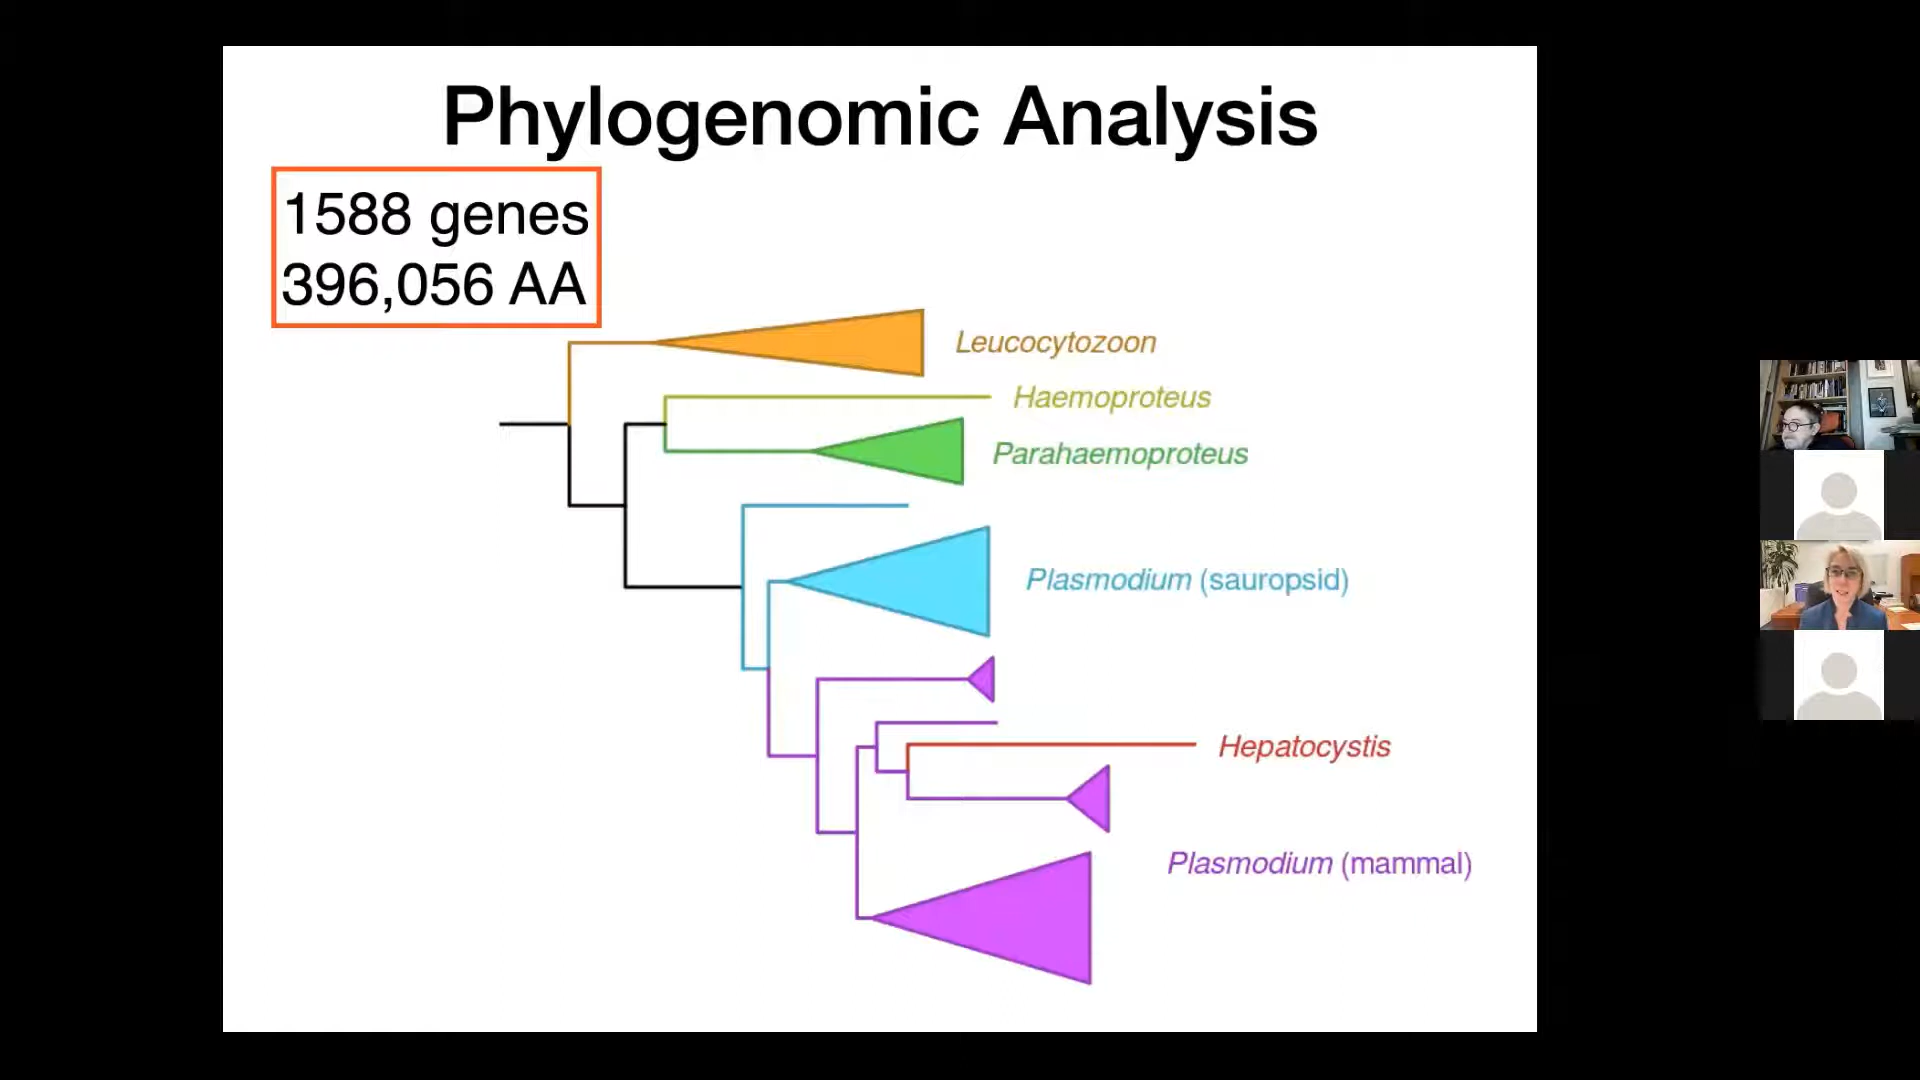 Phylogenomic Analysis
1588 genes
396,056 AA
Leucocytozoon
Haemoproteus
Parahaemoproteus
Plasmodium (sauropsid)
Hepatocystis
Plasmodium (mammal)